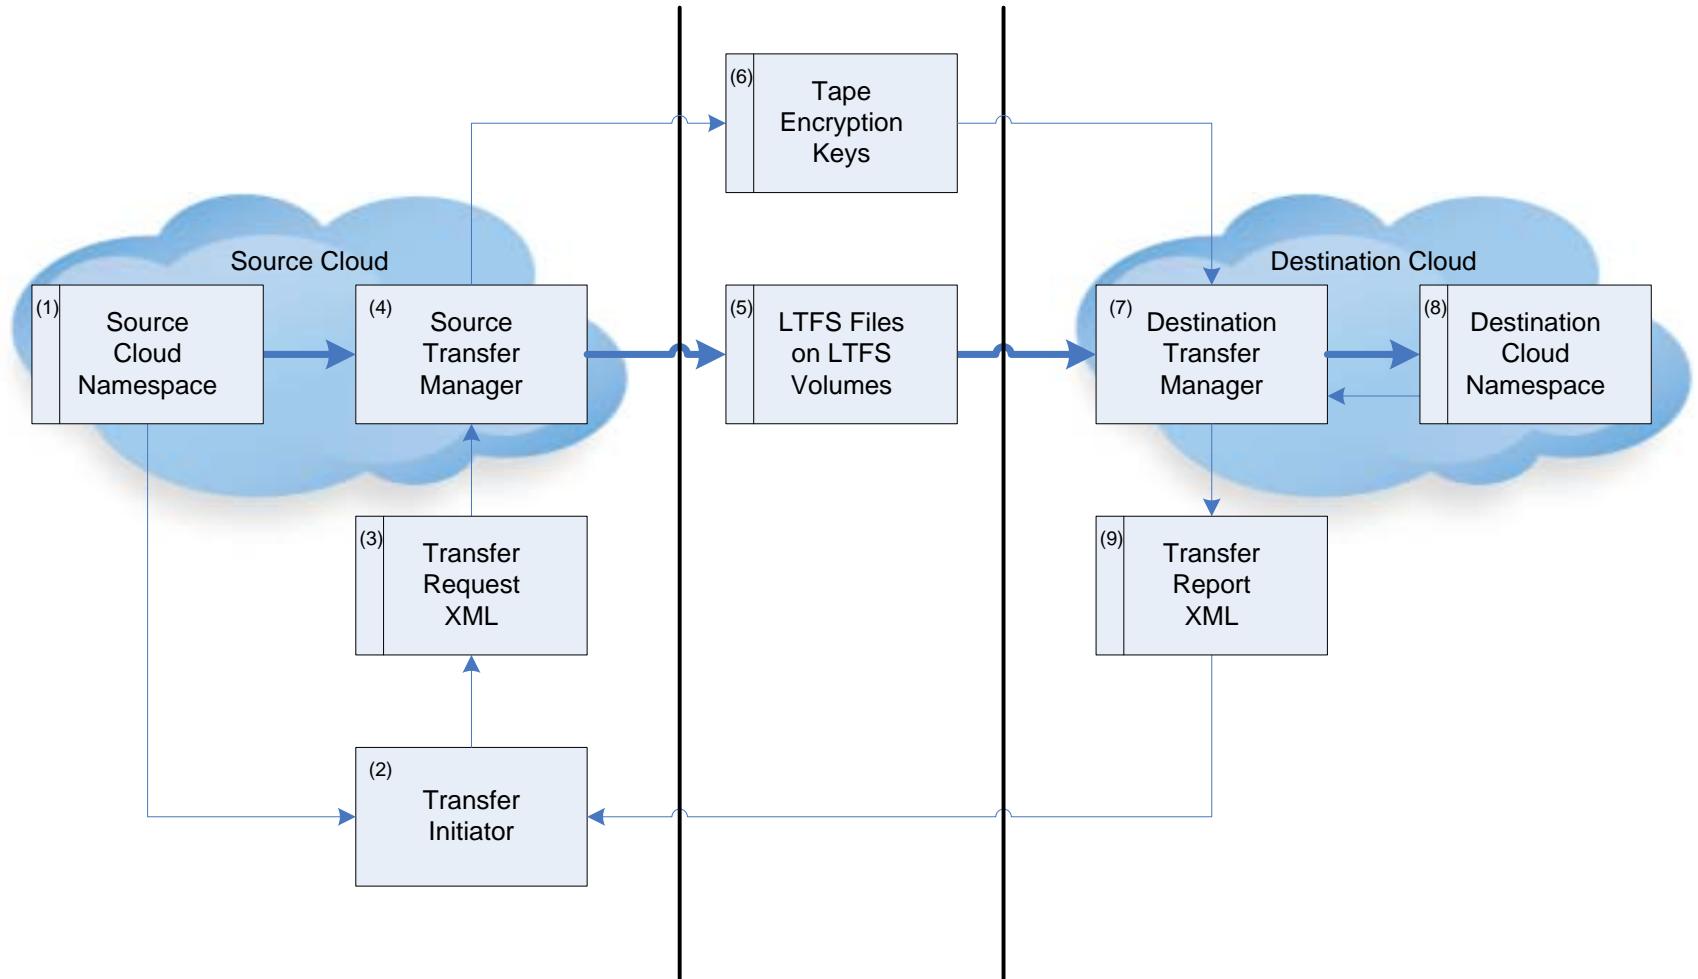 (6)
Tape
Encryption
Keys
Source Cloud
Destination Cloud
(1)
Source
Cloud
Namespace
(4)
Source
Transfer
Manager
(5)
LTFS Files
on LTFS
Volumes
(7)
Destination
Transfer
Manager
(8)
Destination
Cloud
Namespace
(3)
Transfer
Request
XML
(9)
Transfer
Report
XML
(2)
Transfer
Initiator